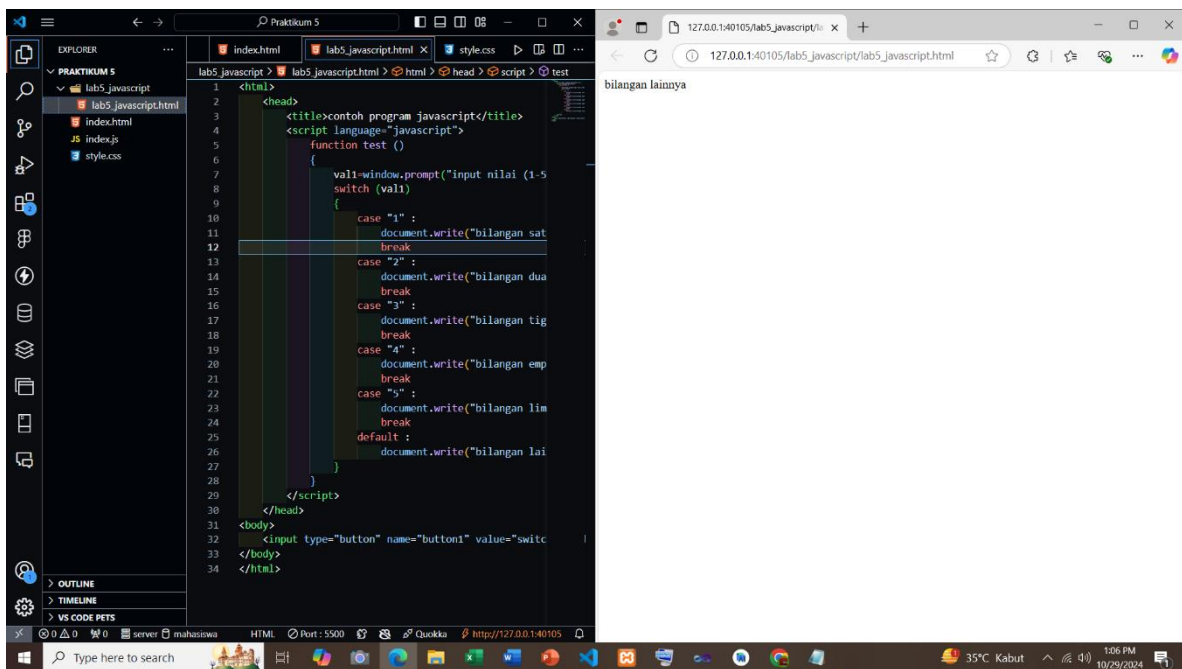 Praktikum 5
EXPLORER
PRAKTIKUM 5
lab5_javascript
lab5_javascript.html
index.html
JS index.js
style.css
OUTLINE
TIMELINE
VS CODE PETS
index.html
lab5_javascript.html
style.css
lab5_javascript > lab5_javascript.html > html > head > script > test
1 <html>
2 <head>
3 <title>contoh program javascript</title>
4 <script language="javascript">
5 function test ()
6 {
7 val1=window.prompt("input nilai (1-5
8 switch (val1)
9 {
10 case "1" :
11 document.write("bilangan sat
12 break
13 case "2" :
14 document.write("bilangan dua
15 break
16 case "3" :
17 document.write("bilangan tig
18 break
19 case "4" :
20 document.write("bilangan emp
21 break
22 case "5" :
23 document.write("bilangan lim
24 break
25 default :
26 document.write("bilangan lai
27 }
28 }
29 </script>
30 </head>
31 <body>
32 <input type="button" name="button1" value="switc
33 </body>
34 </html>
0 0 0 server mahasiswa HTML Port : 5500 Quokka http://127.0.0.1:40105
127.0.0.1:40105/lab5_javascript/la
127.0.0.1:40105/lab5_javascript/lab5_javascript.html
bilangan lainnya
Type here to search
35°C Kabut
1:06 PM
10/29/2024